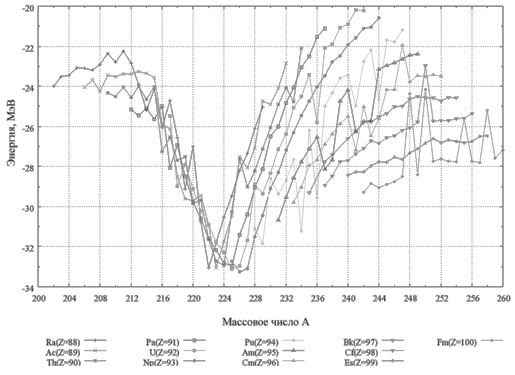 -20
-22
-24
-26
-28
-30
-32
-34
Энергия, МэВ
200 204 208 212 216 220 224 228 232 236 240 244 248 252 256 260
Массовое число А
Ra(Z=88) Pa(Z=91) Pu(Z=94) Bk(Z=97) Fm(Z=100)
Ac(Z=89) U(Z=92) Am(Z=95) Cf(Z=98)
Th(Z=90) Np(Z=93) Cm(Z=96) Es(Z=99)